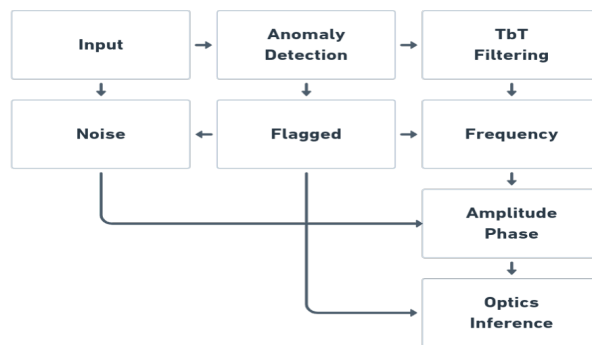 Input
Anomaly
Detection
TbT
Filtering
Noise
Flagged
Frequency
Amplitude
Phase
Optics
Inference